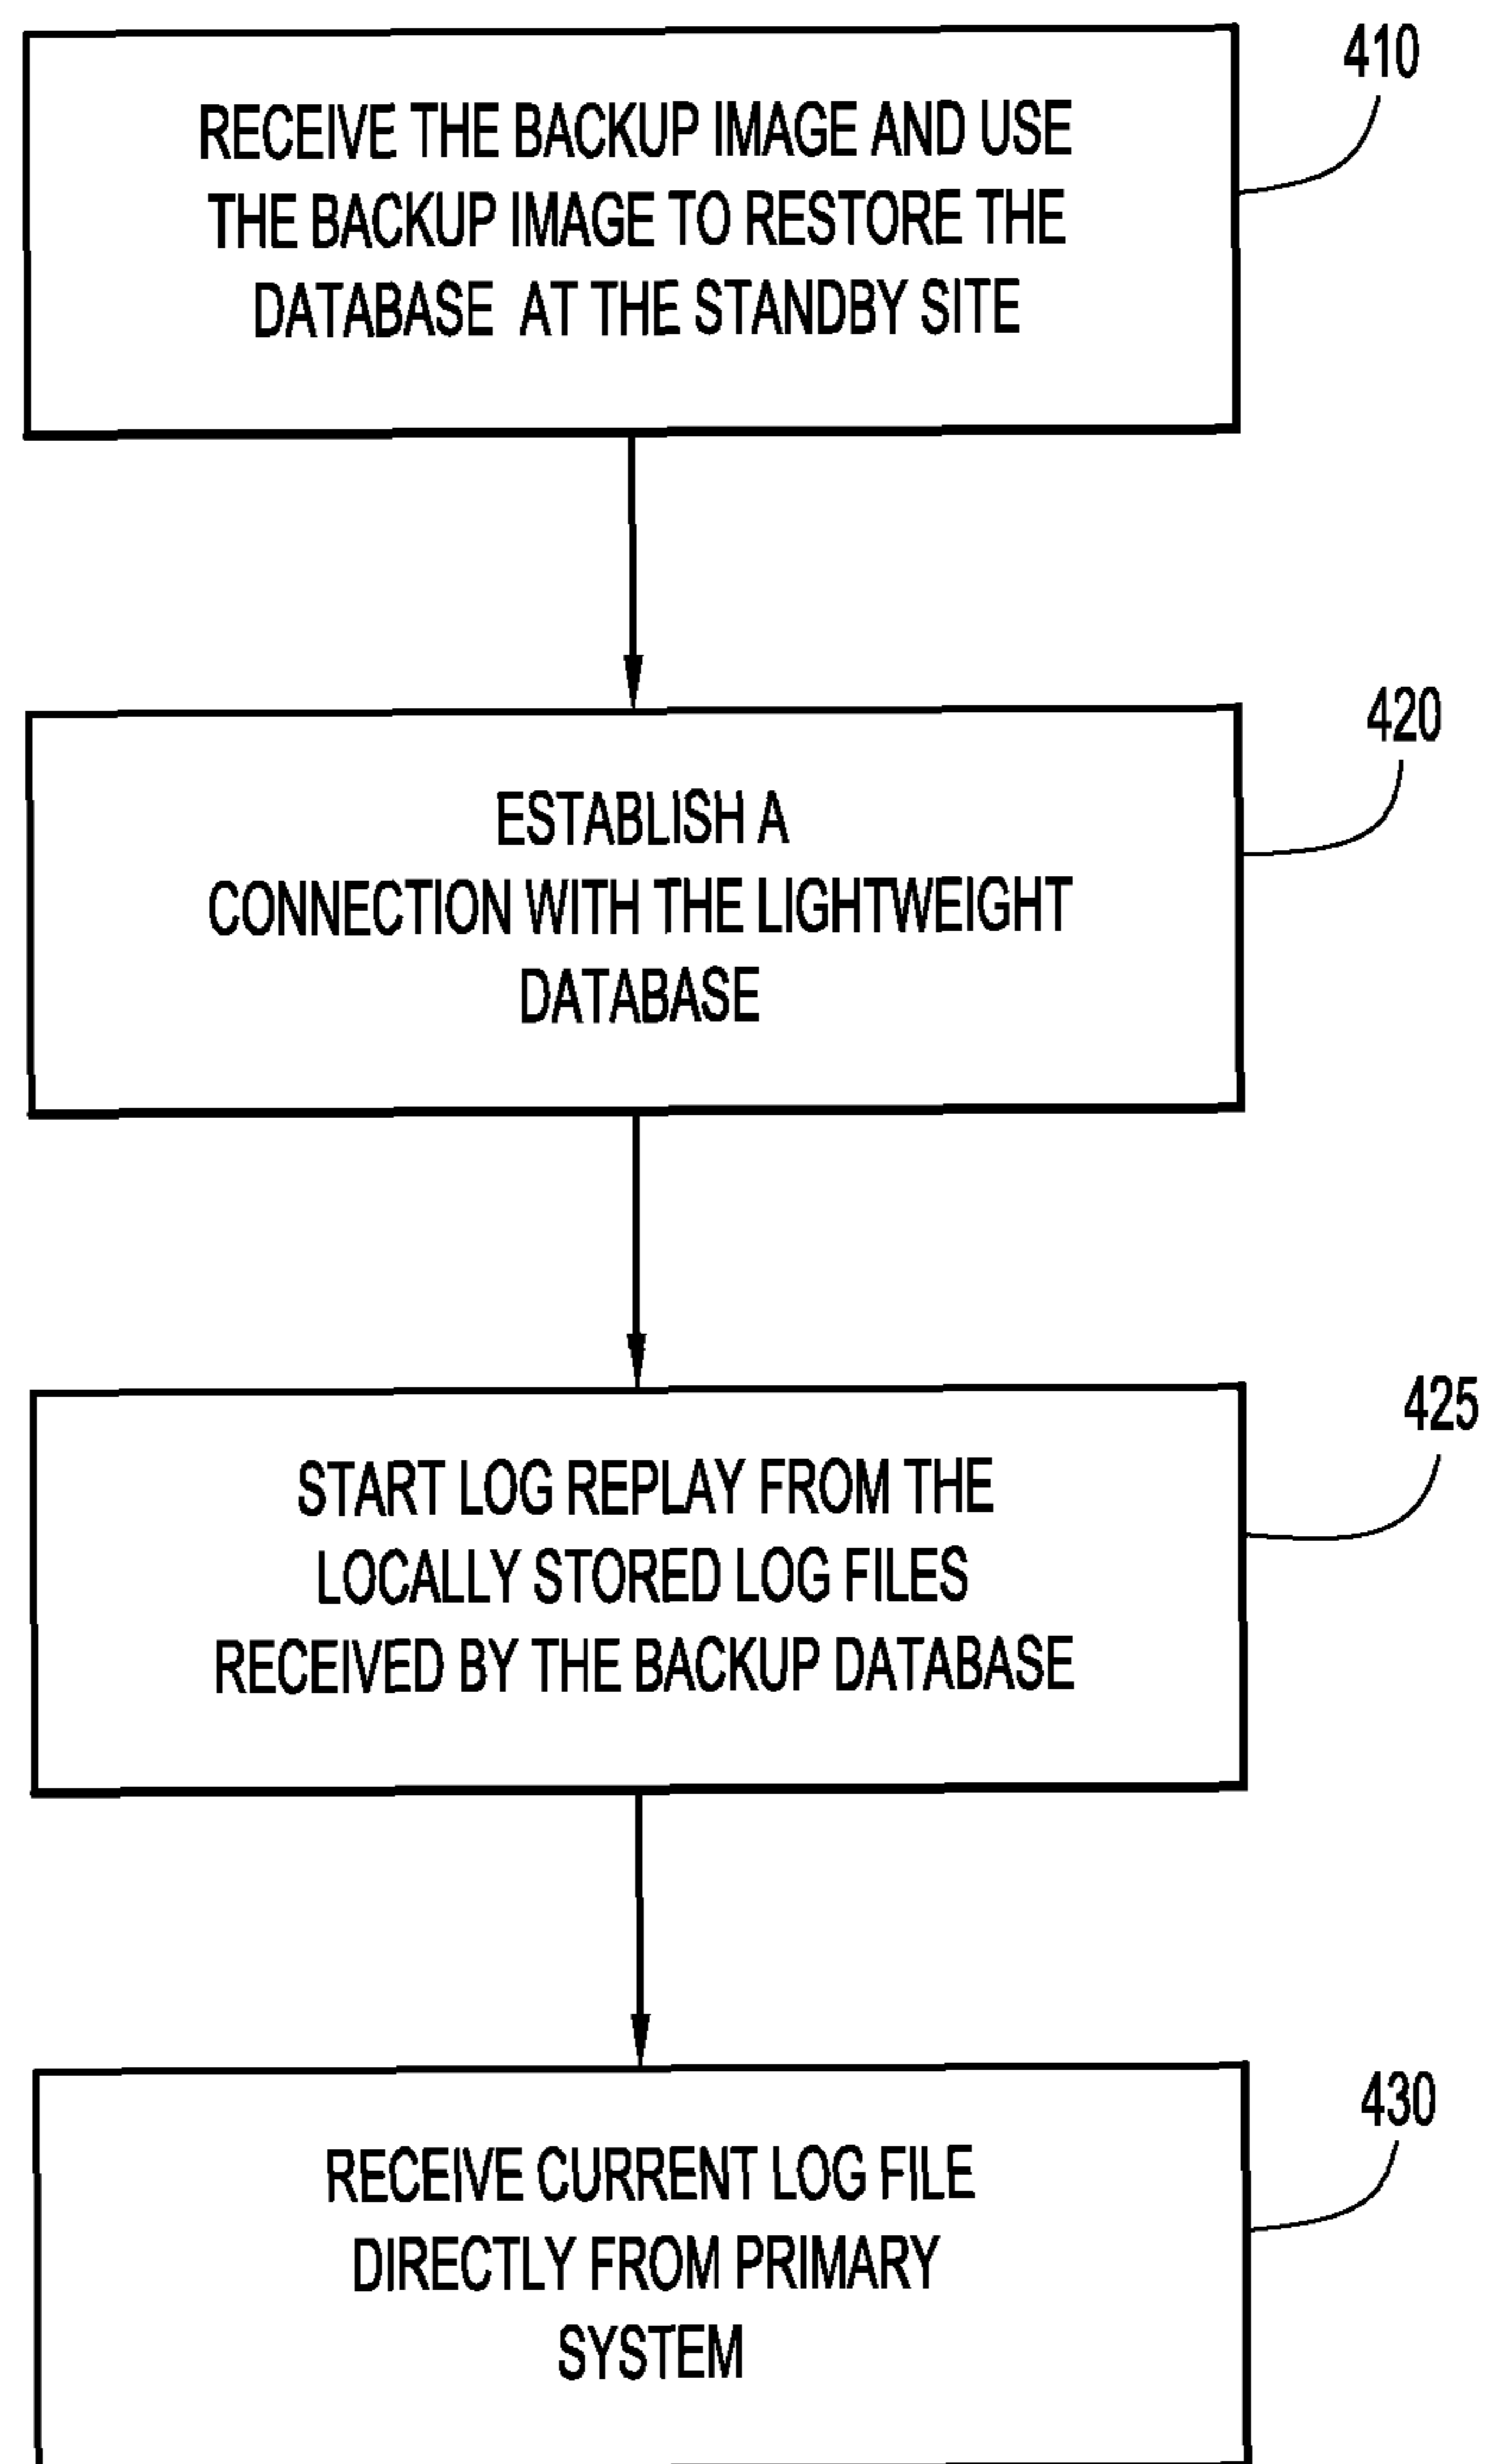 410
RECEIVE THE BACKUP IMAGE AND USE
THE BACKUP IMAGE TO RESTORE THE
DATABASE AT THE STANDBY SITE
420
ESTABLISH A
CONNECTION WITH THE LIGHTWEIGHT
DATABASE
425
START LOG REPLAY FROM THE
LOCALLY STORED LOG FILES
RECEIVED BY THE BACKUP DATABASE
430
RECEIVE CURRENT LOG FILE
DIRECTLY FROM PRIMARY
SYSTEM